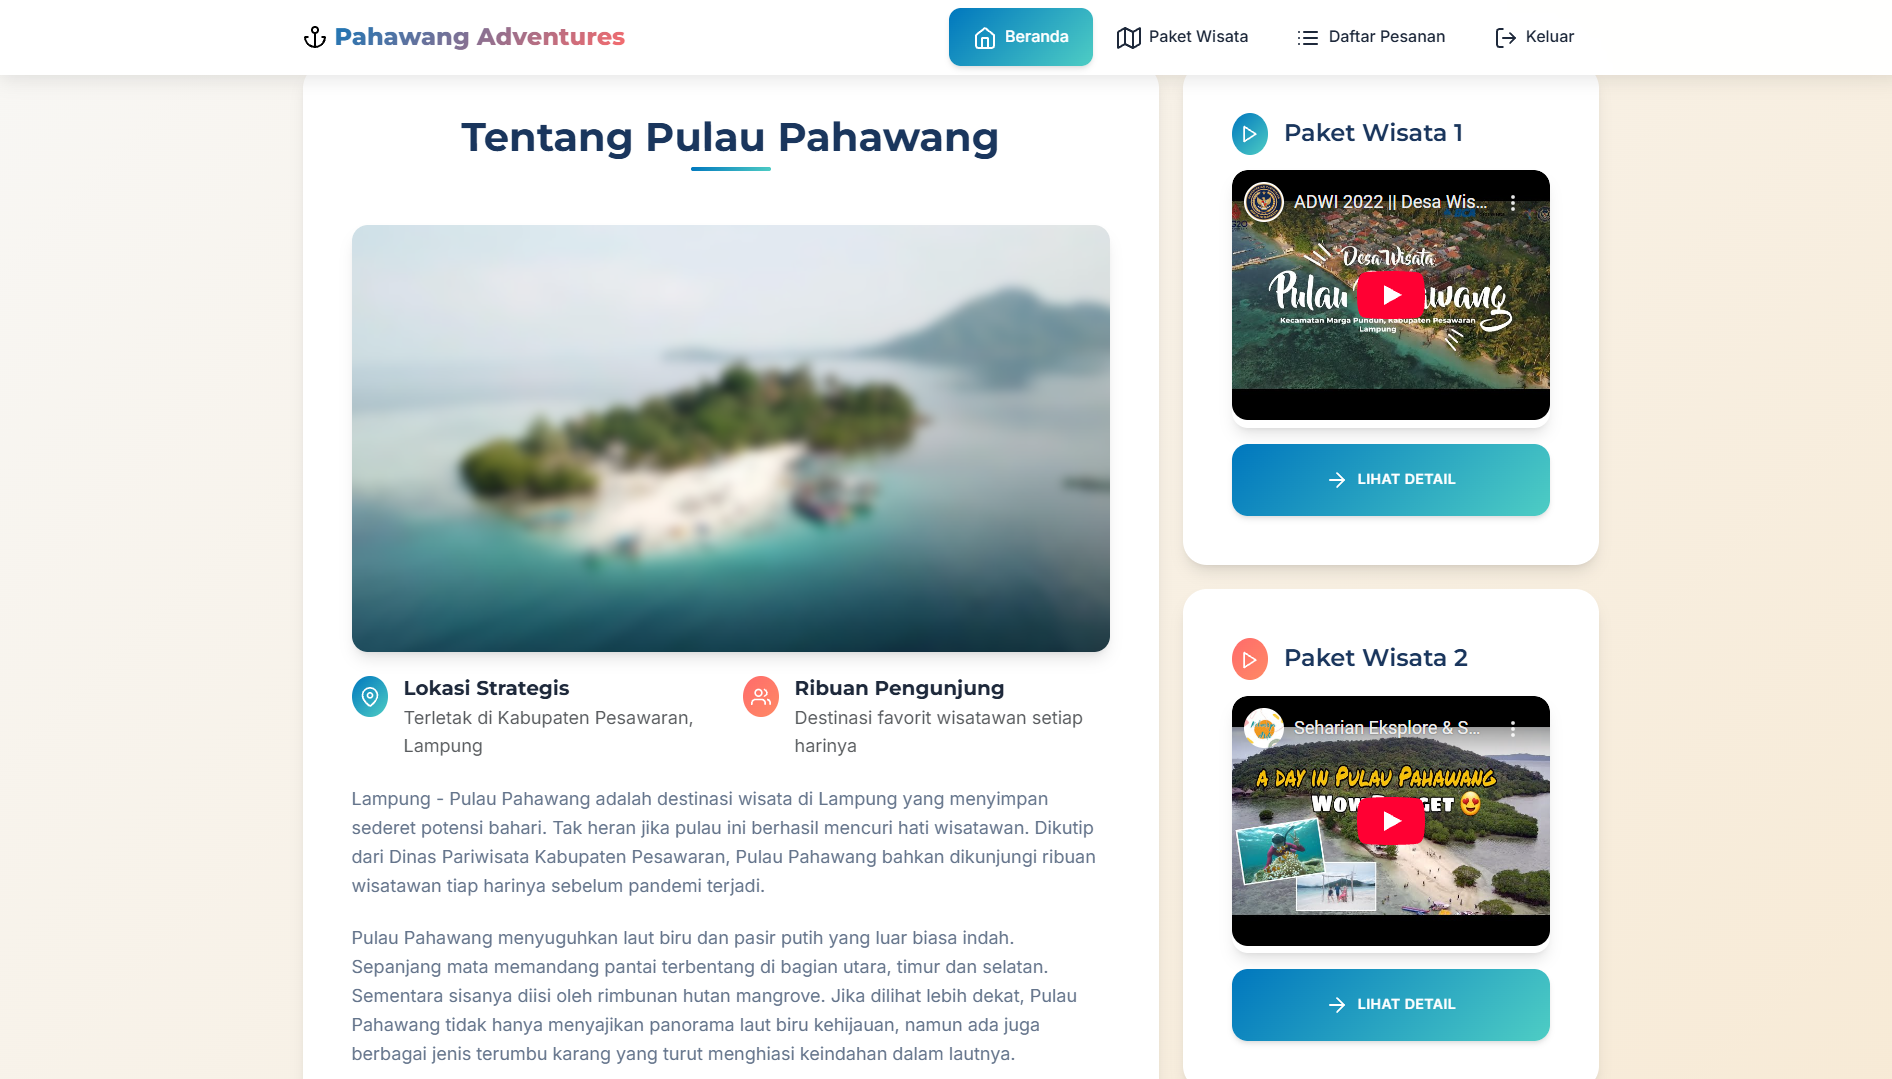 Pahawang Adventures
Beranda
Paket Wisata
Daftar Pesanan
Keluar
Tentang Pulau Pahawang
Lokasi Strategis
Terletak di Kabupaten Pesawaran,
Lampung
Ribuan Pengunjung
Destinasi favorit wisatawan setiap
harinya
Lampung - Pulau Pahawang adalah destinasi wisata di Lampung yang menyimpan
sederet potensi bahari. Tak heran jika pulau ini berhasil mencuri hati wisatawan. Dikutip
dari Dinas Pariwisata Kabupaten Pesawaran, Pulau Pahawang bahkan dikunjungi ribuan
wisatawan tiap harinya sebelum pandemi terjadi.
Pulau Pahawang menyuguhkan laut biru dan pasir putih yang luar biasa indah.
Sepanjang mata memandang pantai terbentang di bagian utara, timur dan selatan.
Sementara sisanya diisi oleh rimbunan hutan mangrove. Jika dilihat lebih dekat, Pulau
Pahawang tidak hanya menyajikan panorama laut biru kehijauan, namun ada juga
berbagai jenis terumbu karang yang turut menghiasi keindahan dalam lautnya.
Paket Wisata 1
ADWI 2022 || Desa Wis...
Desa Wisata
Pulau
Kecamatan Marga Punduh, Kabupaten Pesawaran
Lampung
LIHAT DETAIL
Paket Wisata 2
Seharian Eksplore & S...
A DAY IN PULAU PAHAWANG
LIHAT DETAIL